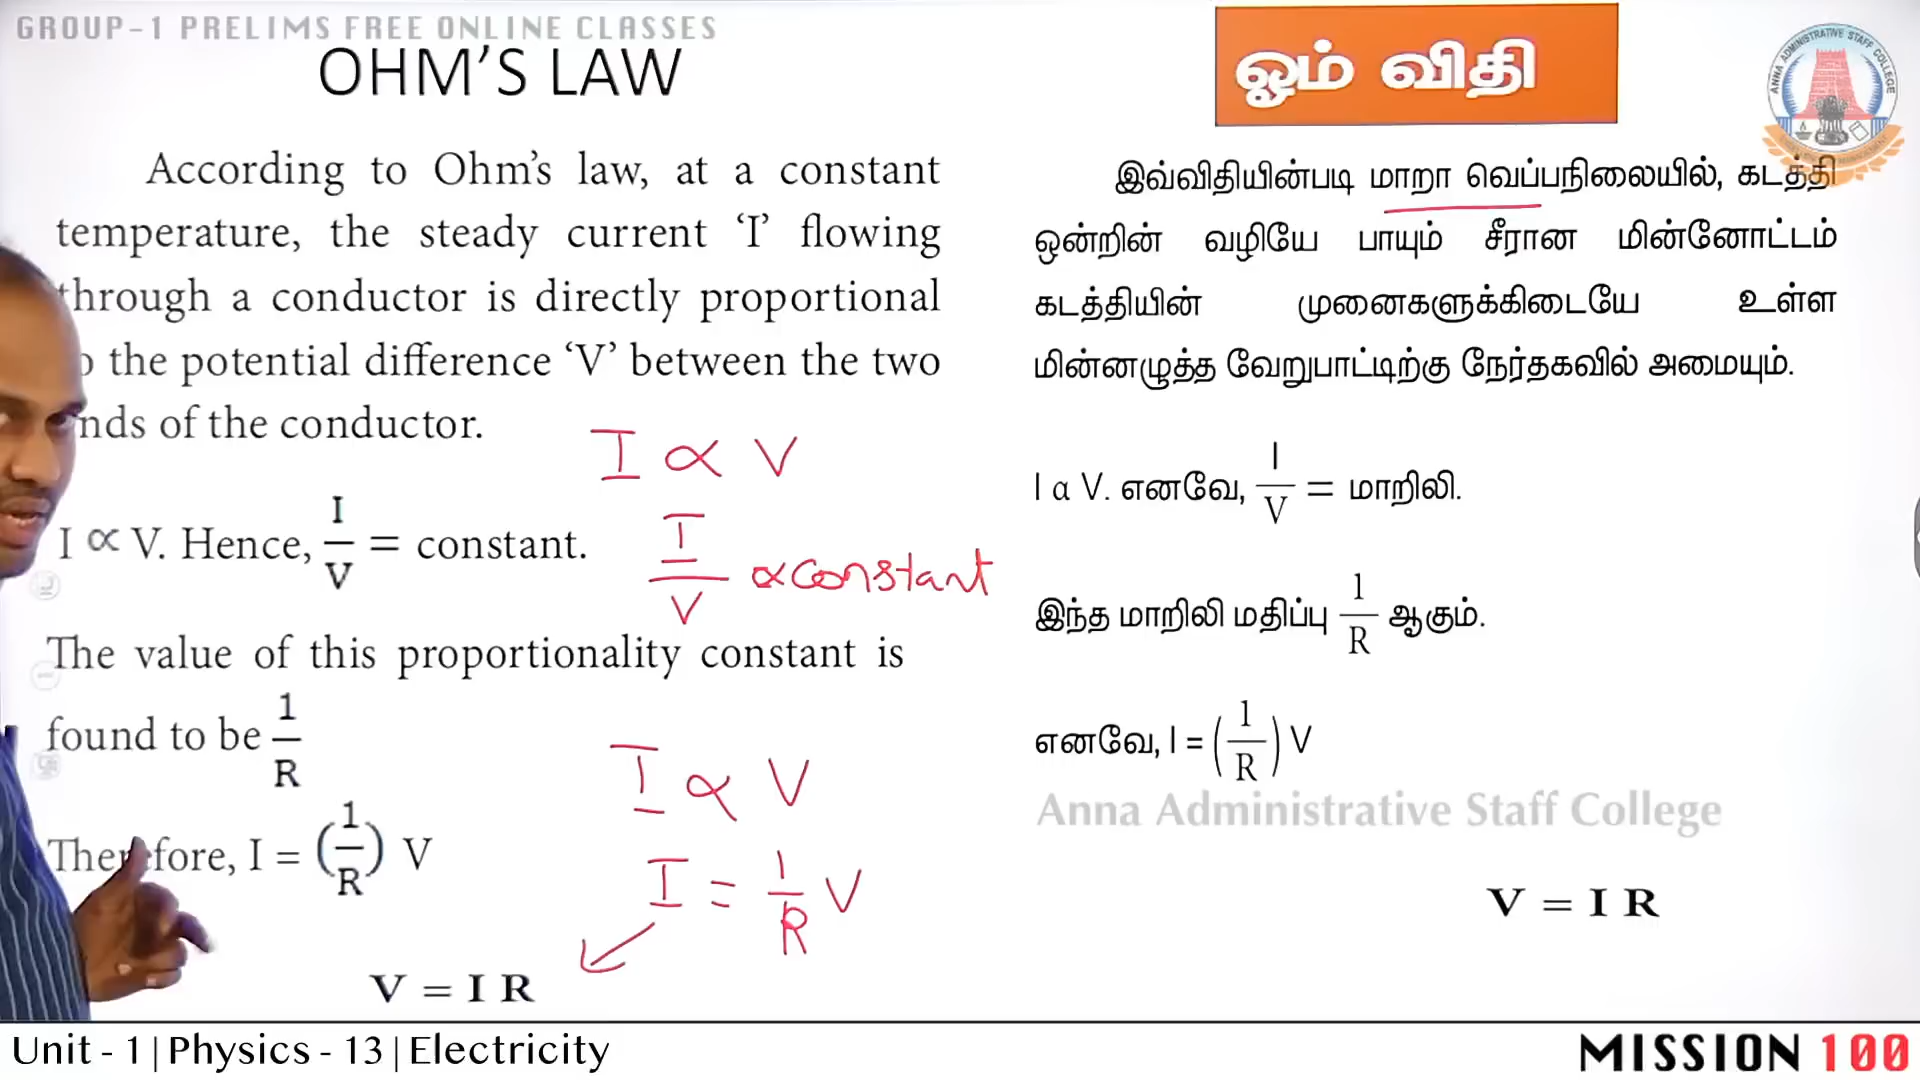 GROUP-1 PRELIMS FREE ONLINE CLASSES
OHM'S LAW
According to Ohm's law, at a constant
temperature, the steady current 'I' flowing
through a conductor is directly proportional
the potential difference 'V' between the two
nds of the conductor.
I ∝ V
I ∝ V. Hence, I/V = constant.
I/V ∝ constant
The value of this proportionality constant is
found to be 1/R
I ∝ V
Therefore, I = (1/R) V
I = 1/R V
V = I R
ஓம் விதி
ANNA ADMINISTRATIVE STAFF COLLEGE
இவ்விதியின்படி மாறா வெப்பநிலையில், கடத்தி
ஒன்றின் வழியே பாயும் சீரான மின்னோட்டம்
கடத்தியின் முனைகளுக்கிடையே உள்ள
மின்னழுத்த வேறுபாட்டிற்கு நேர்தகவில் அமையும்.
I α V. எனவே, I/V = மாறிலி.
இந்த மாறிலி மதிப்பு 1/R ஆகும்.
எனவே, I = (1/R) V
Anna Administrative Staff College
V = I R
Unit - 1 | Physics - 13 | Electricity
MISSION 100